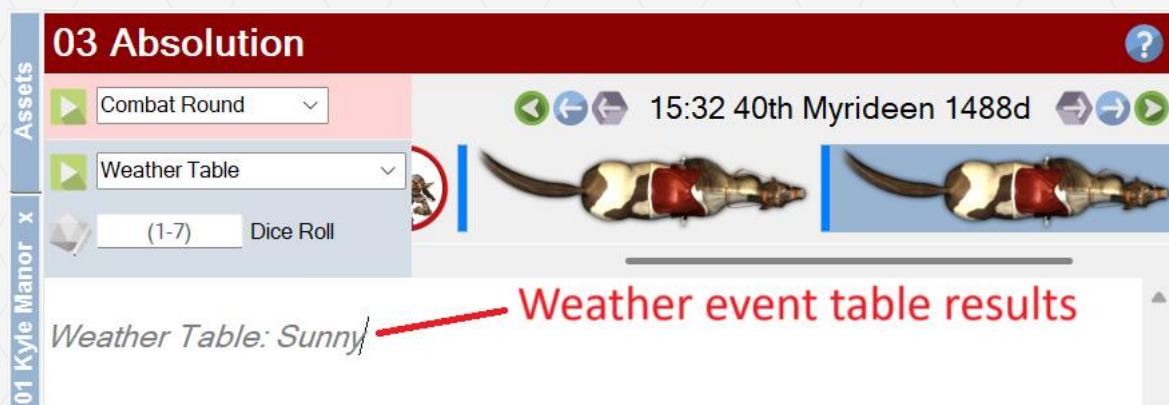 03 Absolution
?
Assets
Combat Round
15:32 40th Myrideen 1488d
Weather Table
(1-7) Dice Roll
01 Kyle Manor x
Weather event table results
Weather Table: Sunny